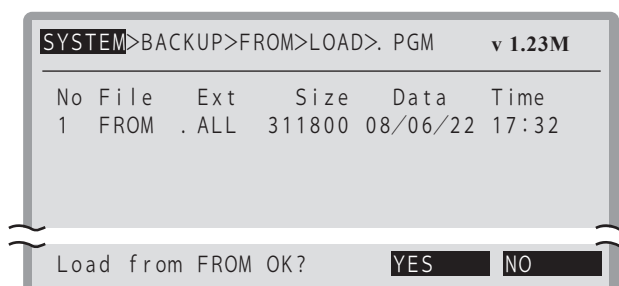 SYSTEM>BACKUP>FROM>LOAD>. PGM v 1.23M
No File Ext Size Data Time
1 FROM . ALL 311800 08/06/22 17:32
Load from FROM OK? YES NO